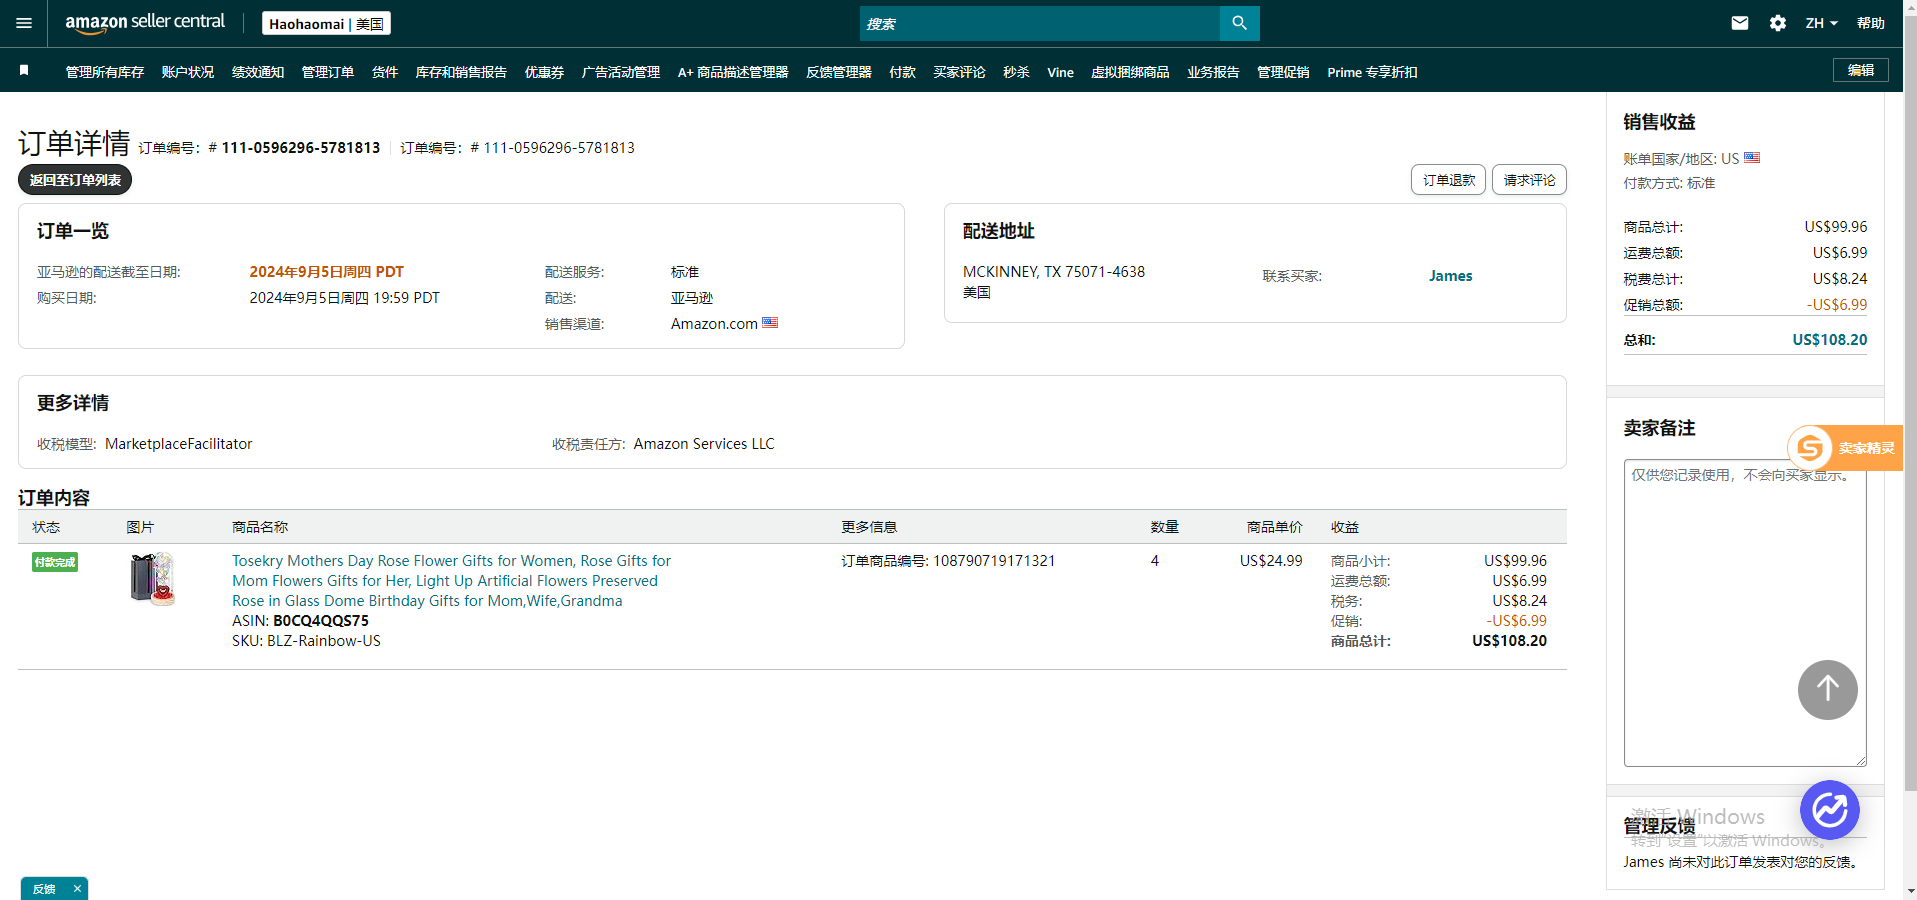 amazon seller central
Haohaomai | 美国
搜索
ZH
帮助
管理所有库存 账户状况 绩效通知 管理订单 货件 库存和销售报告 优惠券 广告活动管理 A+ 商品描述管理器 反馈管理器 付款 买家评论 秒杀 Vine 虚拟捆绑商品 业务报告 管理促销 Prime 专享折扣
编辑
订单详情 订单编号：# 111-0596296-5781813 订单编号：# 111-0596296-5781813
返回至订单列表
订单退款 请求评论
订单一览
亚马逊的配送截至日期: 2024年9月5日周四 PDT 配送服务: 标准
购买日期: 2024年9月5日周四 19:59 PDT 配送: 亚马逊
销售渠道: Amazon.com
配送地址
MCKINNEY, TX 75071-4638
美国
联系买家: James
更多详情
收税模型: MarketplaceFacilitator 收税责任方: Amazon Services LLC
订单内容
状态 图片 商品名称 更多信息 数量 商品单价 收益
付款完成
Tosekry Mothers Day Rose Flower Gifts for Women, Rose Gifts for
Mom Flowers Gifts for Her, Light Up Artificial Flowers Preserved
Rose in Glass Dome Birthday Gifts for Mom,Wife,Grandma
ASIN: B0CQ4QQS75
SKU: BLZ-Rainbow-US
订单商品编号: 108790719171321
4
US$24.99
商品小计: US$99.96
运费总额: US$6.99
税务: US$8.24
促销: -US$6.99
商品总计: US$108.20
销售收益
账单国家/地区: US
付款方式: 标准
商品总计: US$99.96
运费总额: US$6.99
税费总计: US$8.24
促销总额: -US$6.99
总和: US$108.20
卖家备注
卖家精灵
仅供您记录使用，不会向买家显示。
激活 Windows
管理反馈
转到"设置"以激活 Windows。
James 尚未对此订单发表对您的反馈。
反馈 ×